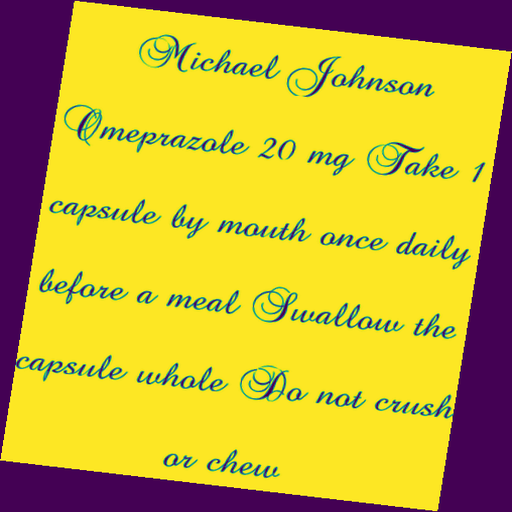 Michael Johnson
Omeprazole 20 mg Take 1
capsule by mouth once daily
before a meal Swallow the
capsule whole Do not crush
or chew